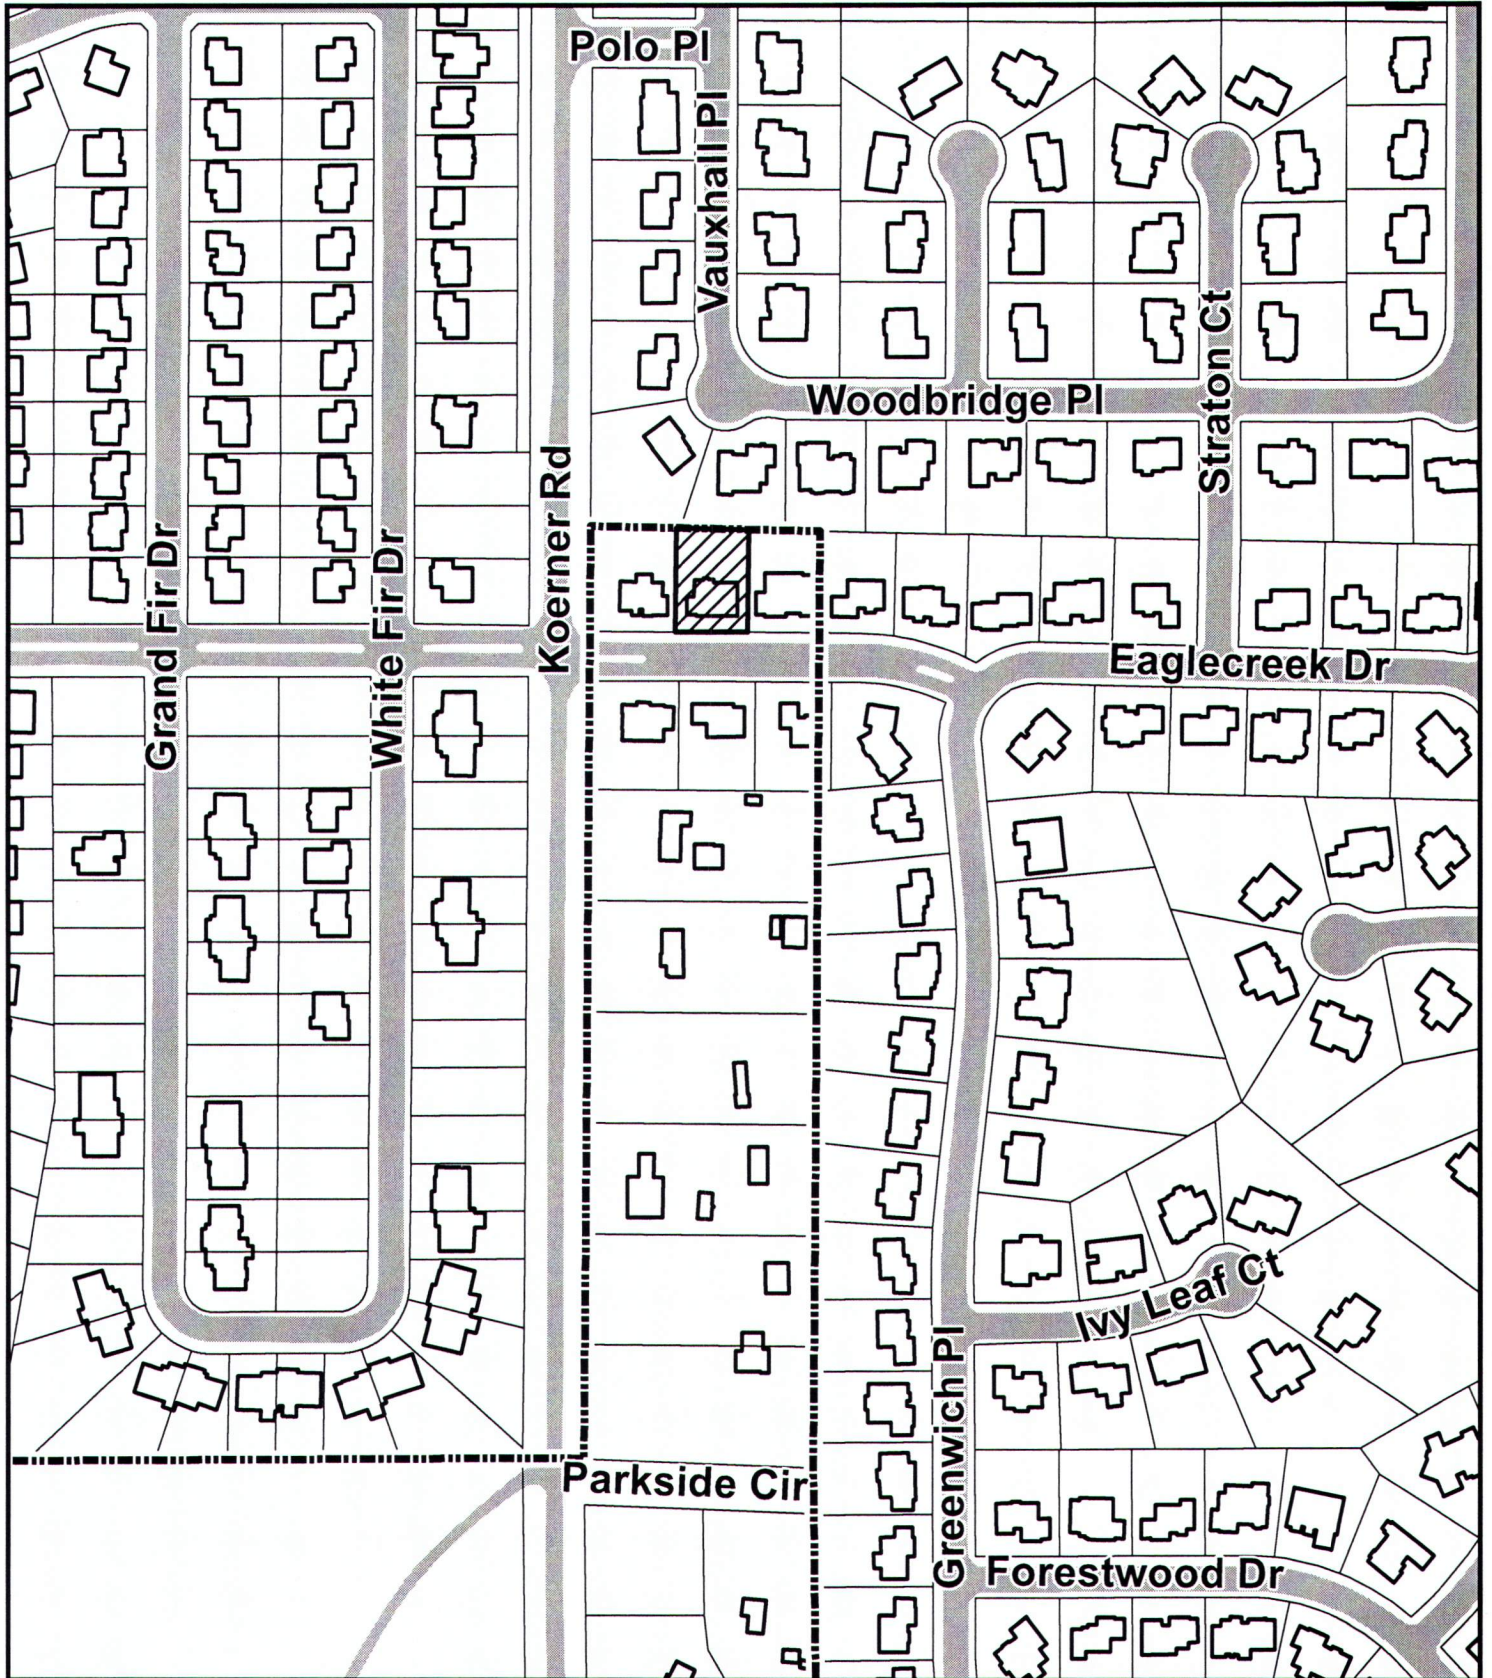 Polo Pl
Vauxhall Pl
Woodbridge Pl
Straton Ct
Koerner Rd
Grand Fir Dr
White Fir Dr
Eaglecreek Dr
Ivy Leaf Ct
Greenwich Pl
Parkside Cir
Forestwood Dr